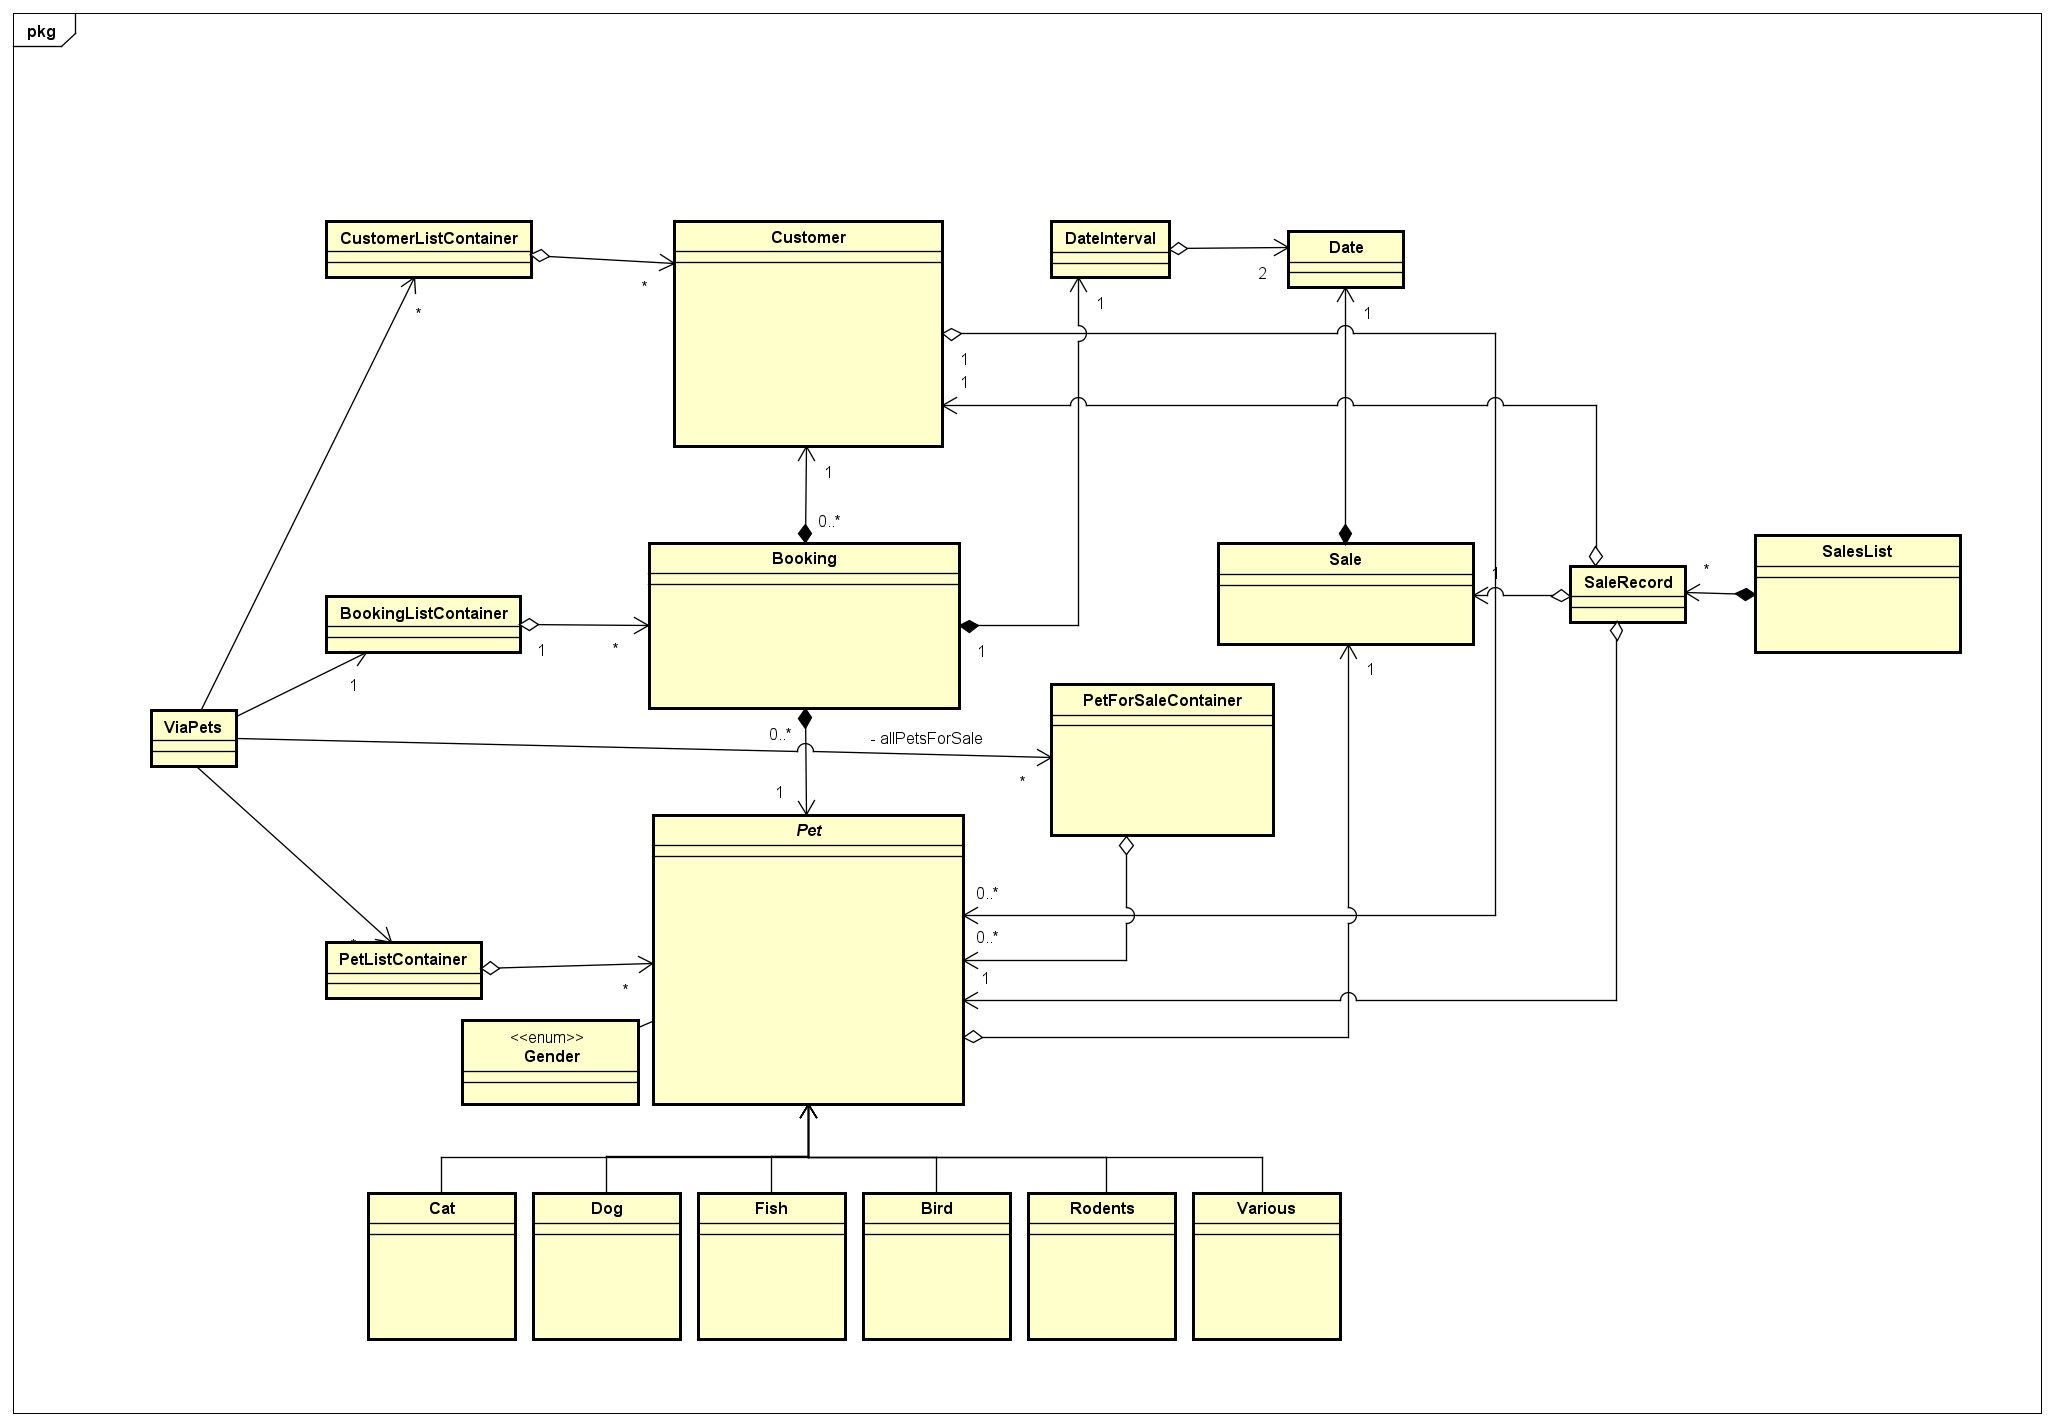 pkg
CustomerListContainer
Customer
DateInterval
Date
*
*
1
2
1
1
1
1
0..*
Booking
Sale
SalesList
BookingListContainer
1
SaleRecord
*
1
*
1
1
1
PetForSaleContainer
ViaPets
0..*
- allPetsForSale
*
1
Pet
0..*
0..*
*
PetListContainer
1
*
<<enum>>
Gender
Cat
Dog
Fish
Bird
Rodents
Various